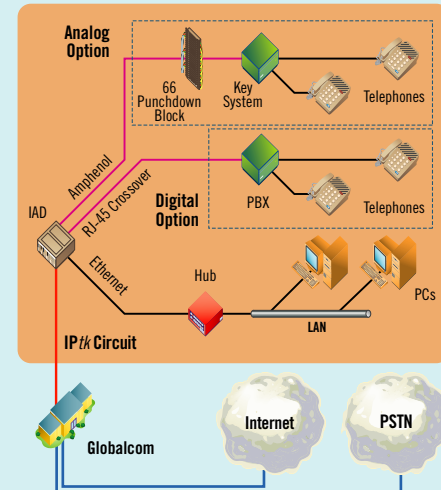 Analog
Option
66
Punchdown
Block
Key
System
Telephones
Amphenol
RJ-45 Crossover
Digital
Option
PBX
Telephones
IAD
Ethernet
Hub
PCs
LAN
IPtk Circuit
Globalcom
Internet
PSTN